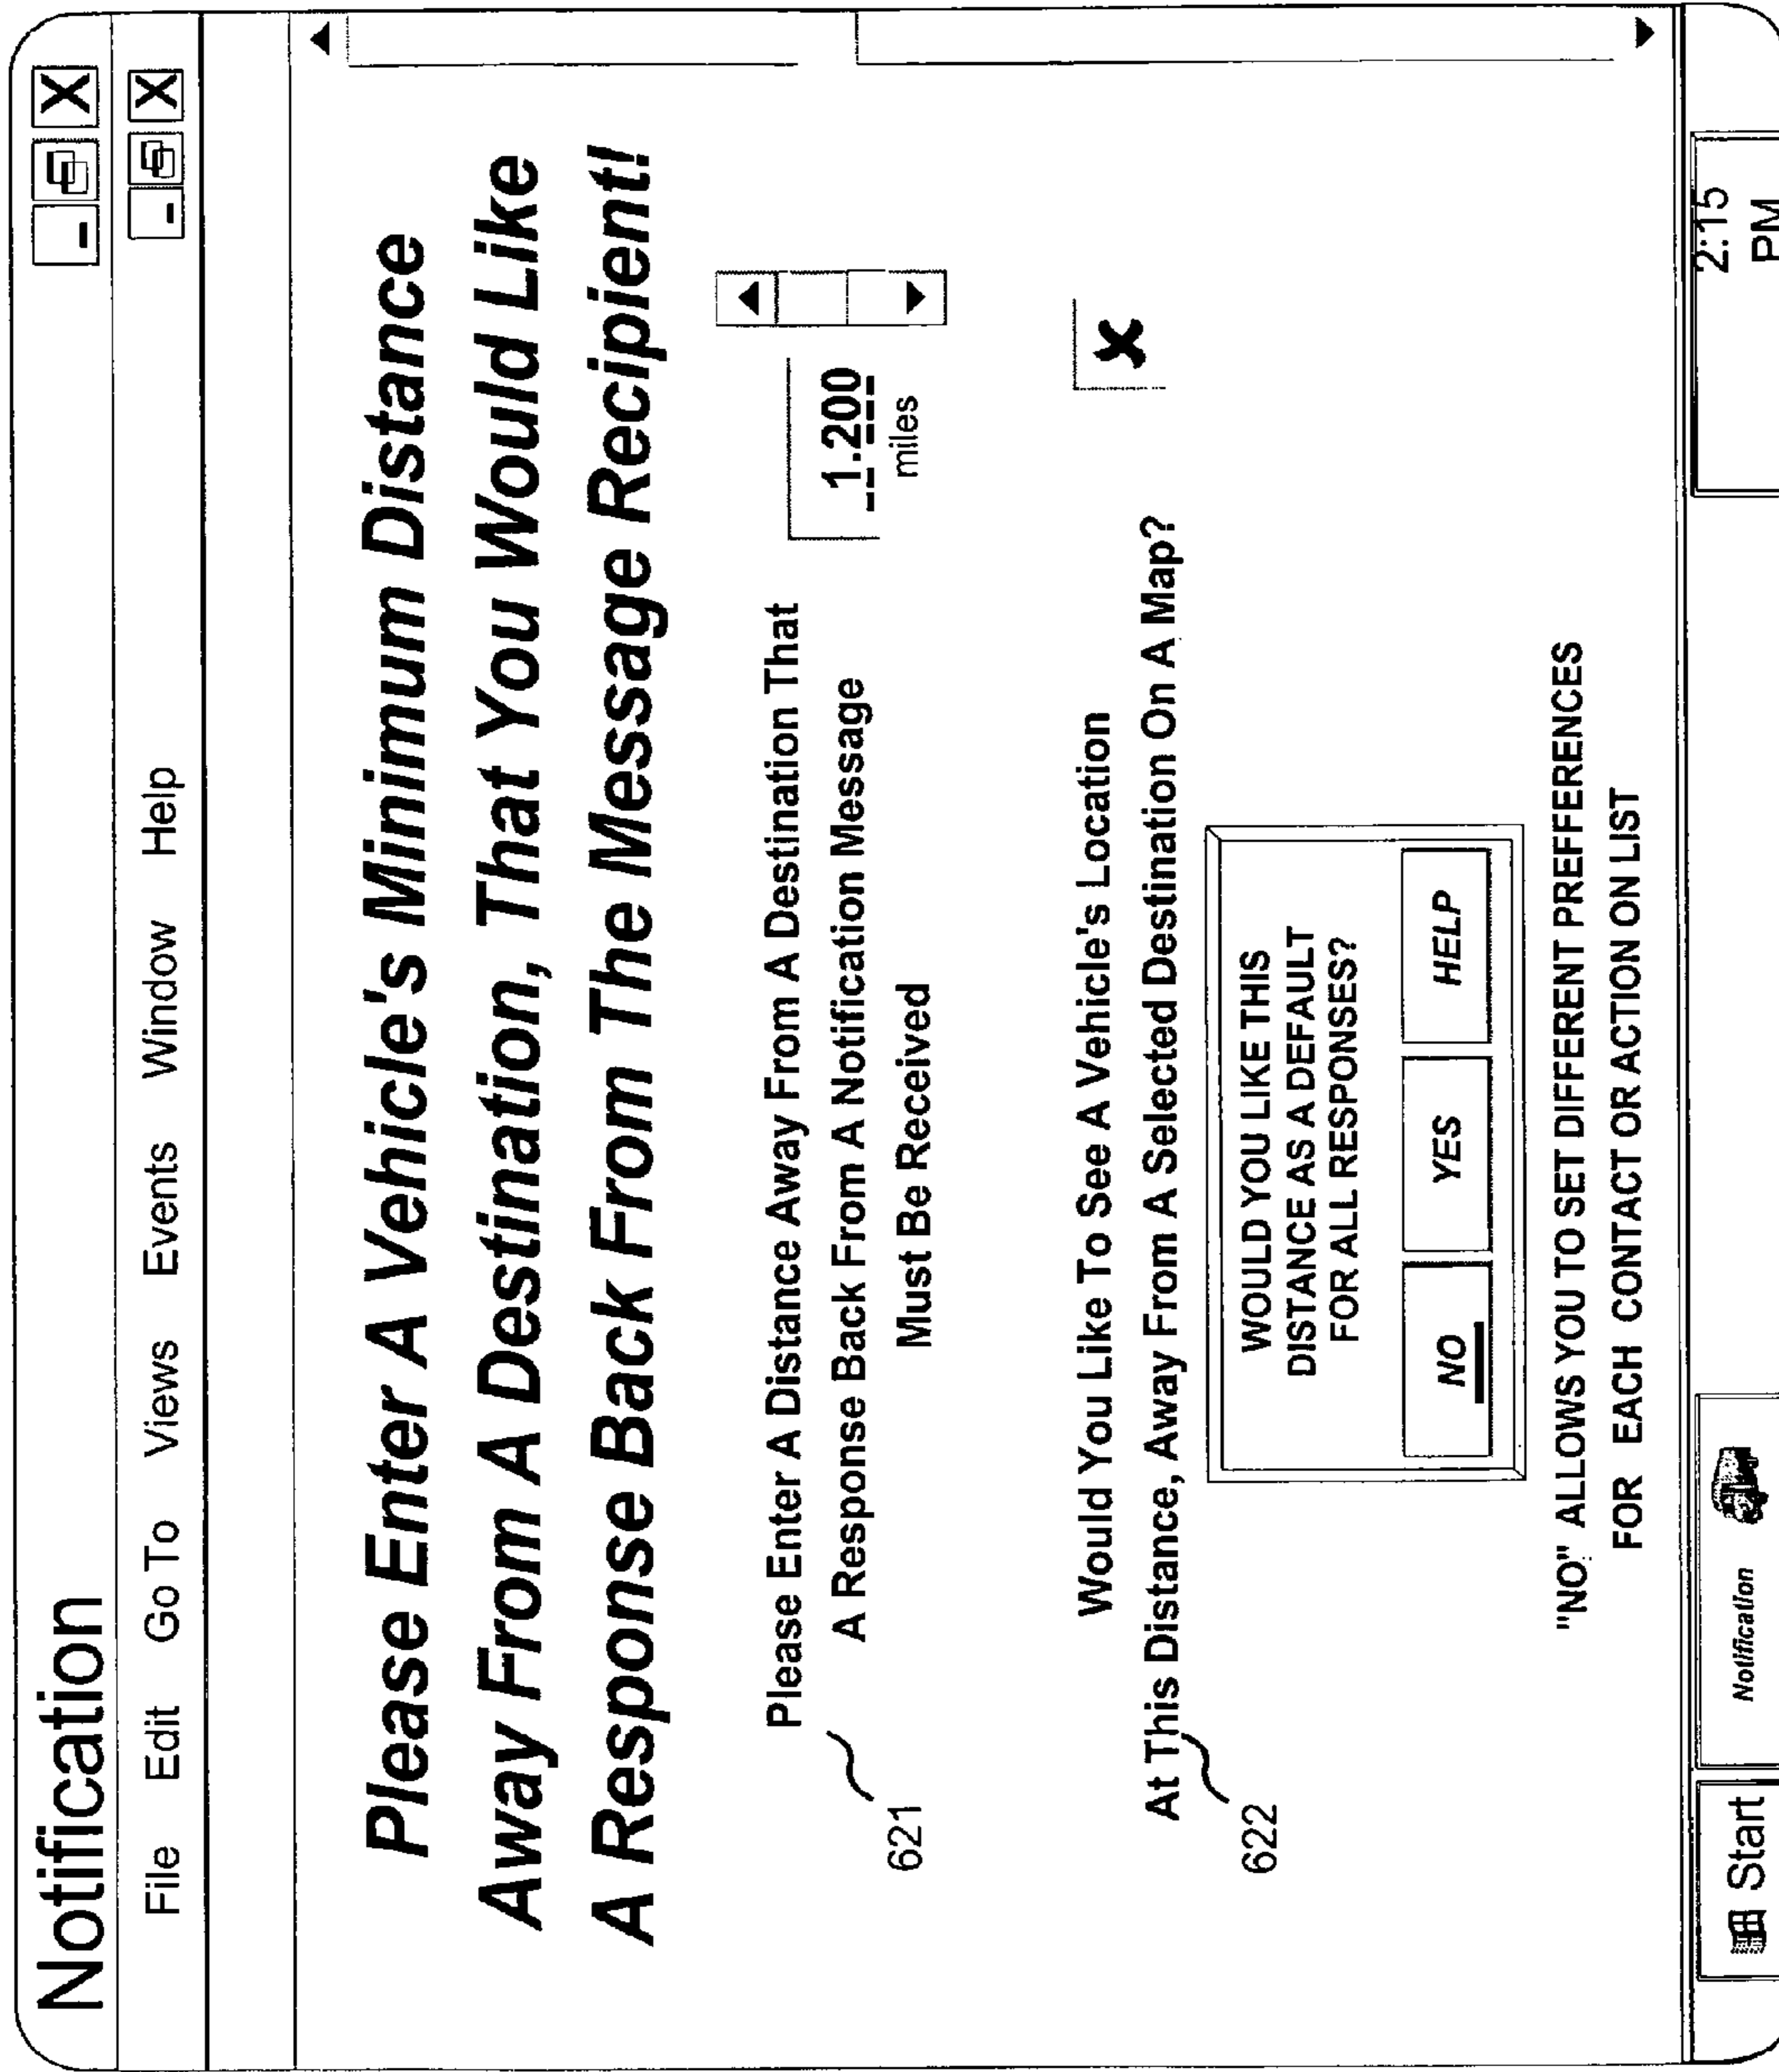 Notification
File Edit Go To Views Events Window Help
Please Enter A Vehicle's Minimum Distance
Away From A Destination, That You Would Like
A Response Back From The Message Recipient!
Please Enter A Distance Away From A Destination That
A Response Back From A Notification Message
Must Be Received
1.200
miles
621
Would You Like To See A Vehicle's Location
At This Distance, Away From A Selected Destination On A Map?
622
WOULD YOU LIKE THIS
DISTANCE AS A DEFAULT
FOR ALL RESPONSES?
NO YES HELP
"NO" ALLOWS YOU TO SET DIFFERENT PREFFERENCES
FOR EACH CONTACT OR ACTION ON LIST
Start Notification 2:15
PM